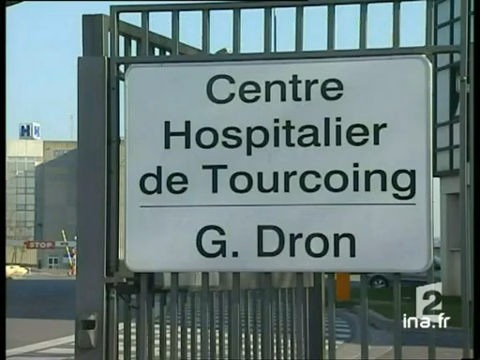 Centre
Hospitalier
de Tourcoing
G. Dron
H
STOP
2
ina.fr